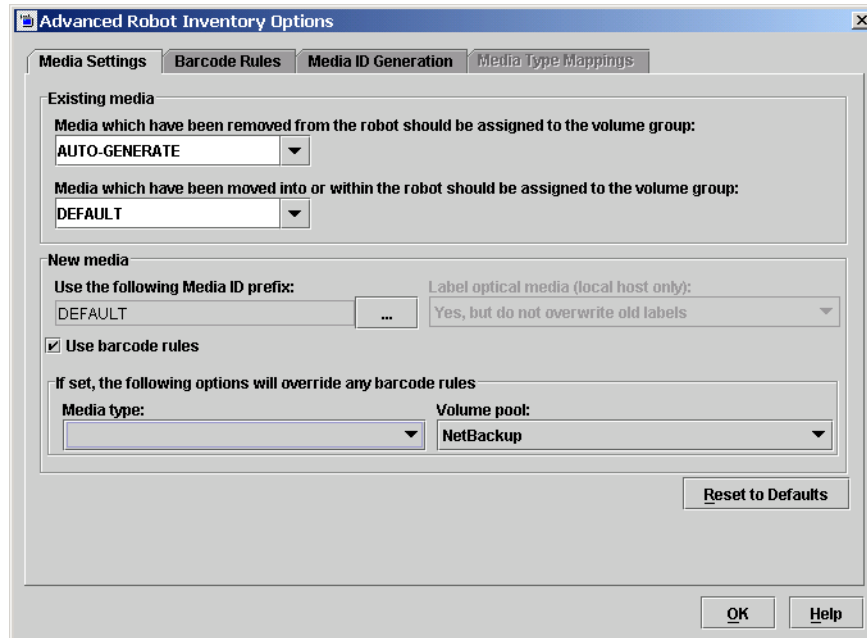 Advanced Robot Inventory Options
Media Settings Barcode Rules Media ID Generation Media Type Mappings
Existing media
Media which have been removed from the robot should be assigned to the volume group:
AUTO-GENERATE
Media which have been moved into or within the robot should be assigned to the volume group:
DEFAULT
New media
Use the following Media ID prefix: Label optical media (local host only):
DEFAULT ... Yes, but do not overwrite old labels
Use barcode rules
If set, the following options will override any barcode rules
Media type: Volume pool:
NetBackup
Reset to Defaults
OK Help